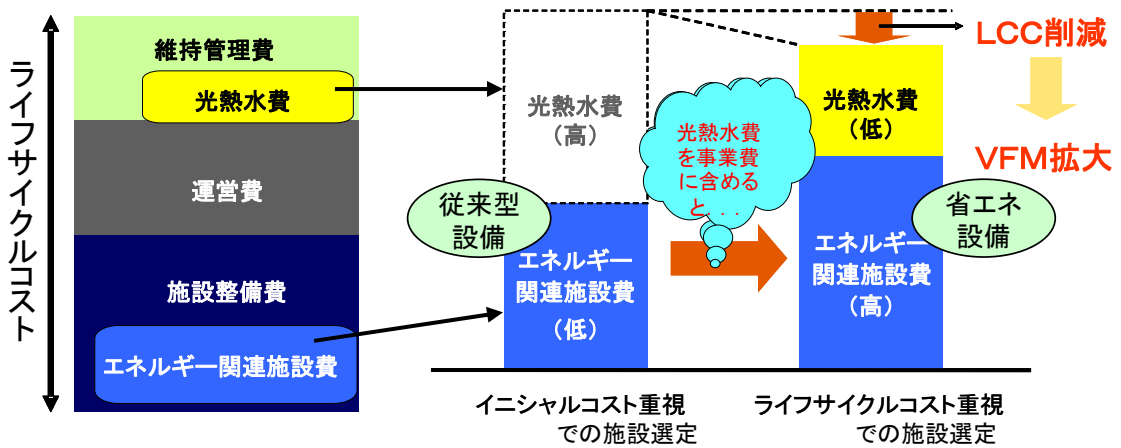 ライフサイクルコスト
維持管理費
光熱水費
運営費
施設整備費
エネルギー関連施設費
光熱水費
（高）
従来型
設備
エネルギー
関連施設費
（低）
イニシャルコスト重視
での施設選定
光熱水費
を事業費
に含める
と...
光熱水費
（低）
エネルギー
関連施設費
（高）
省エネ
設備
ライフサイクルコスト重視
での施設選定
LCC削減
VFM拡大